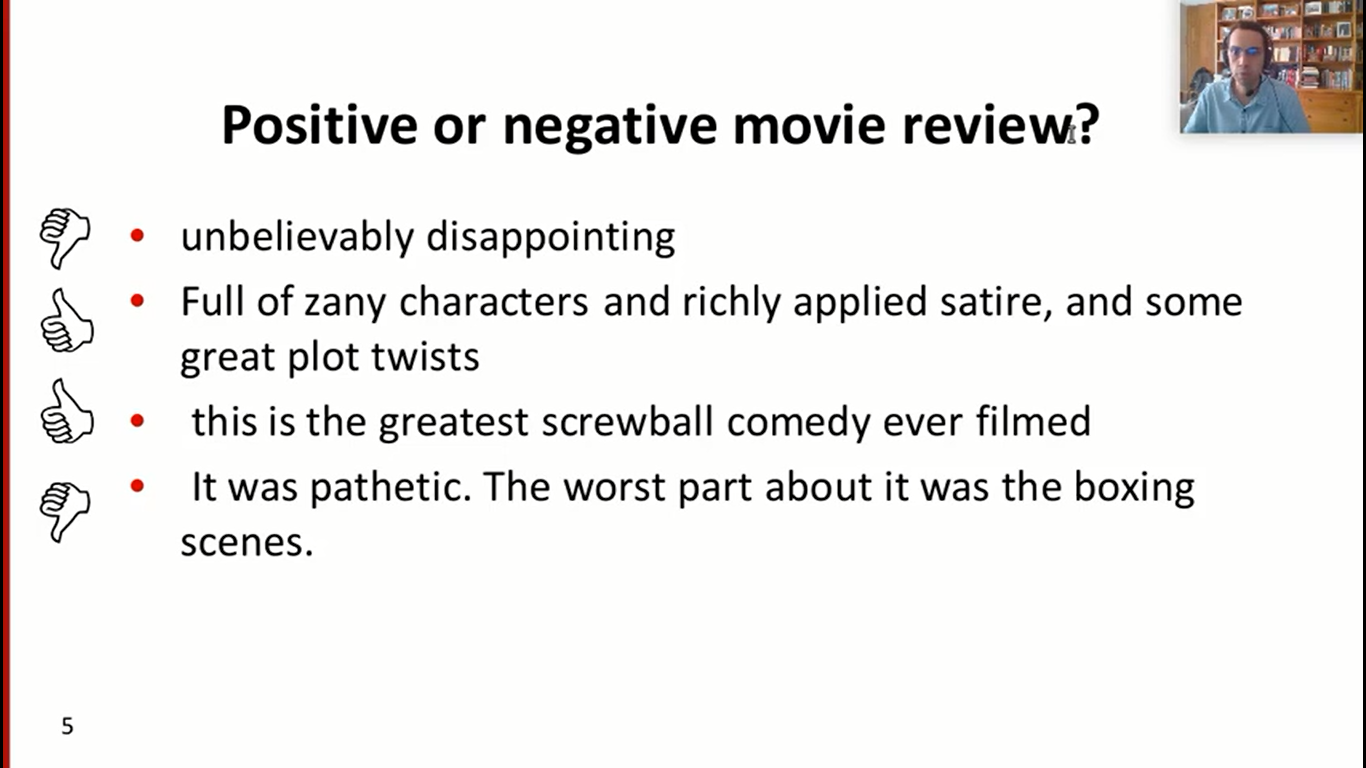 Positive or negative movie review?
• unbelievably disappointing
• Full of zany characters and richly applied satire, and some
great plot twists
• this is the greatest screwball comedy ever filmed
• It was pathetic. The worst part about it was the boxing
scenes.
5